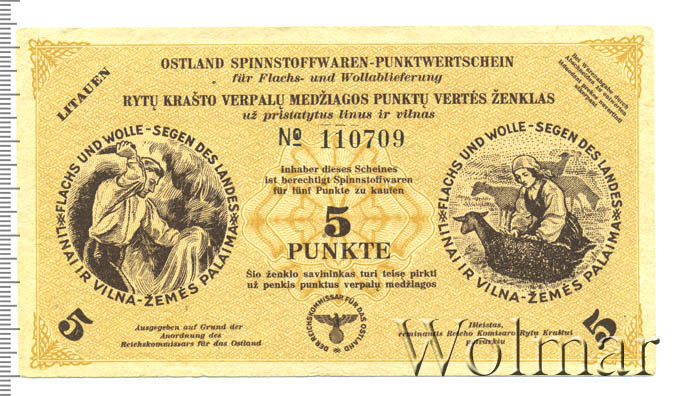 OSTLAND SPINNSTOFFWAREN-PUNKTWERTSCHEIN
für Flachs- und Wollablieferung
RYTŲ KRAŠTO VERPALŲ MEDŽIAGOS PUNKTŲ VERTĖS ŽENKLAS
už pristatytus linus ir vilnas
LITAUEN
Bei Warenabgabe durch
№ 110709
FLACHS UND WOLLE - SEGEN DES LANDES
LINAI IR VILNA - ŽEMĖS PALAIMA
Inhaber dieses Scheines
ist berechtigt Spinnstoffwaren
für fünf Punkte zu kaufen
5
PUNKTE
Šio ženklo savininkas turi teisę pirkti
už penkis punktus verpalų medžiagos
FLACHS UND WOLLE - SEGEN DES LANDES
LINAI IR VILNA - ŽEMĖS PALAIMA
5
Ausgegeben auf Grund der
Anordnung des
Reichskommissars für das Ostland
DER REICHSKOMMISSAR FÜR DAS OSTLAND
Išleistas,
Reicho Komisaro Rytų Kraštui
5
Wolmar